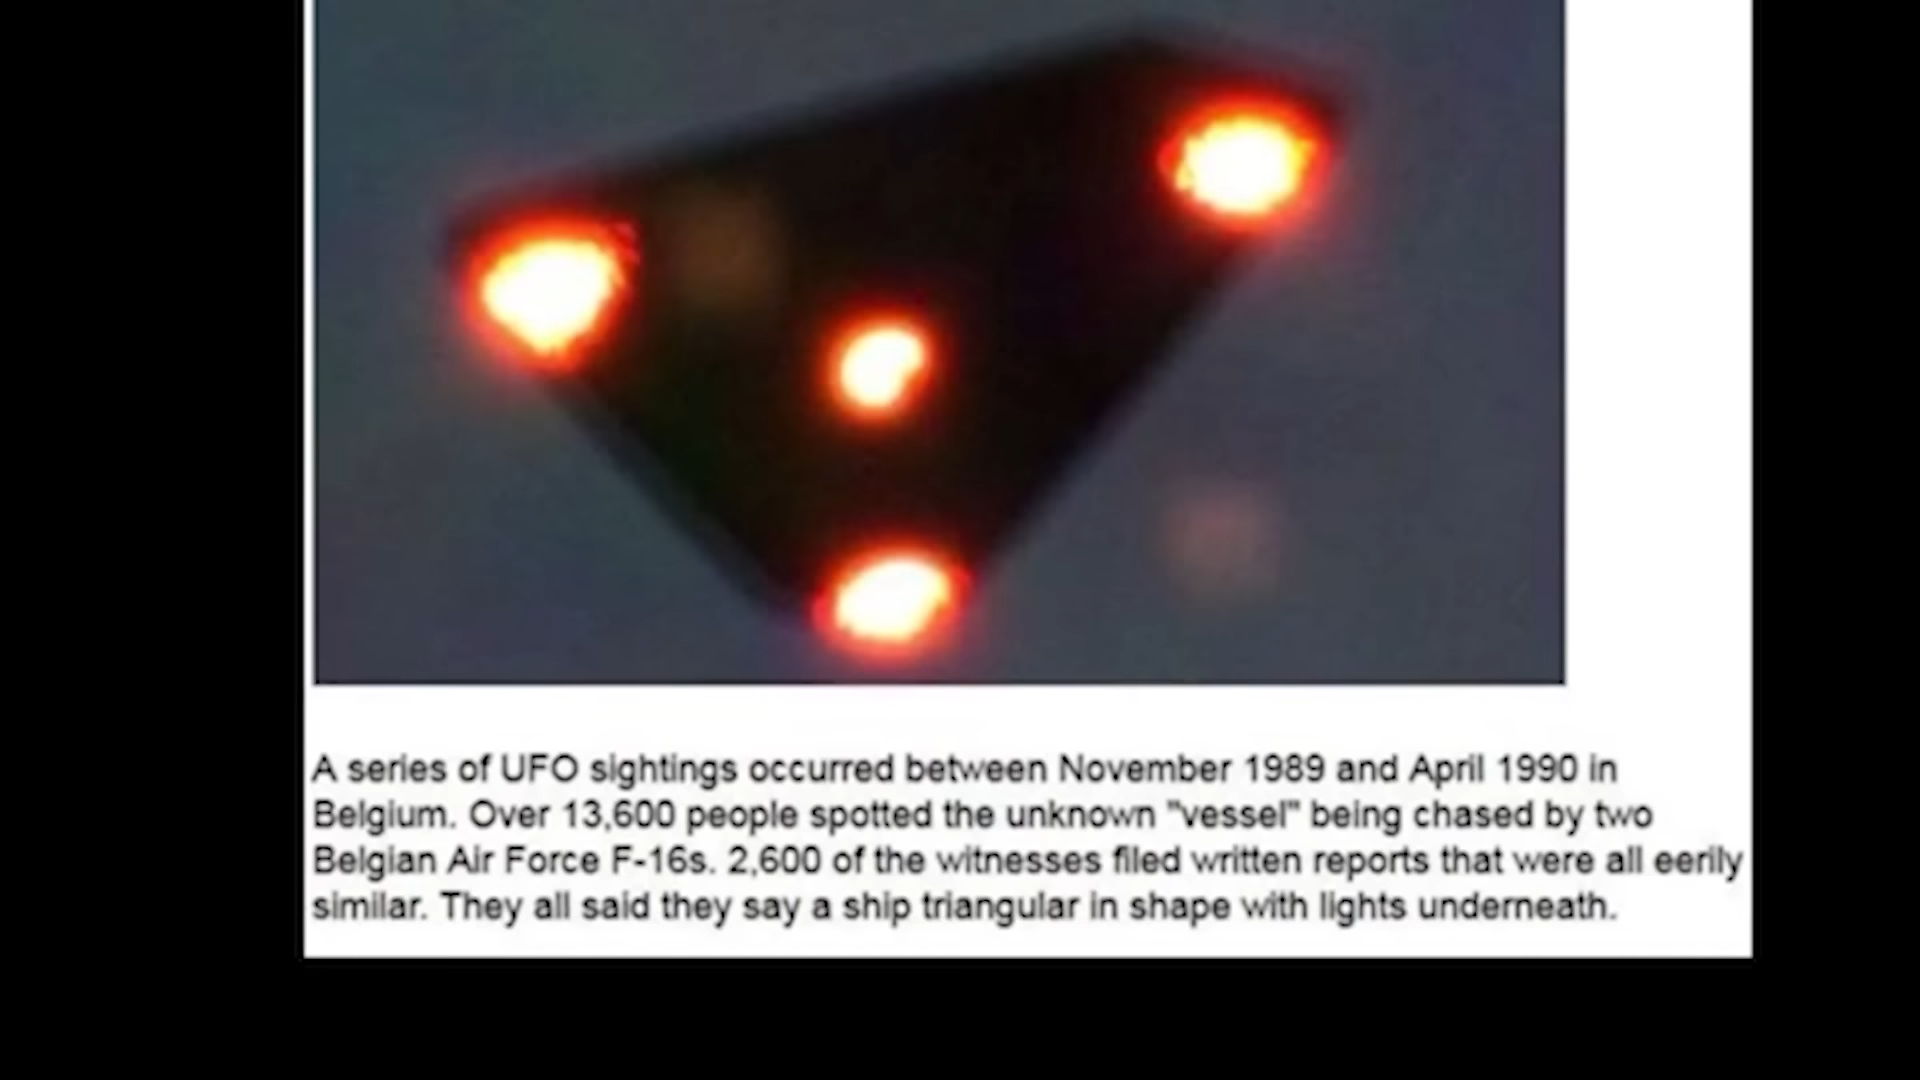 A series of UFO sightings occurred between November 1989 and April 1990 in
Belgium. Over 13,600 people spotted the unknown "vessel" being chased by two
Belgian Air Force F-16s. 2,600 of the witnesses filed written reports that were all eerily
similar. They all said they say a ship triangular in shape with lights underneath.